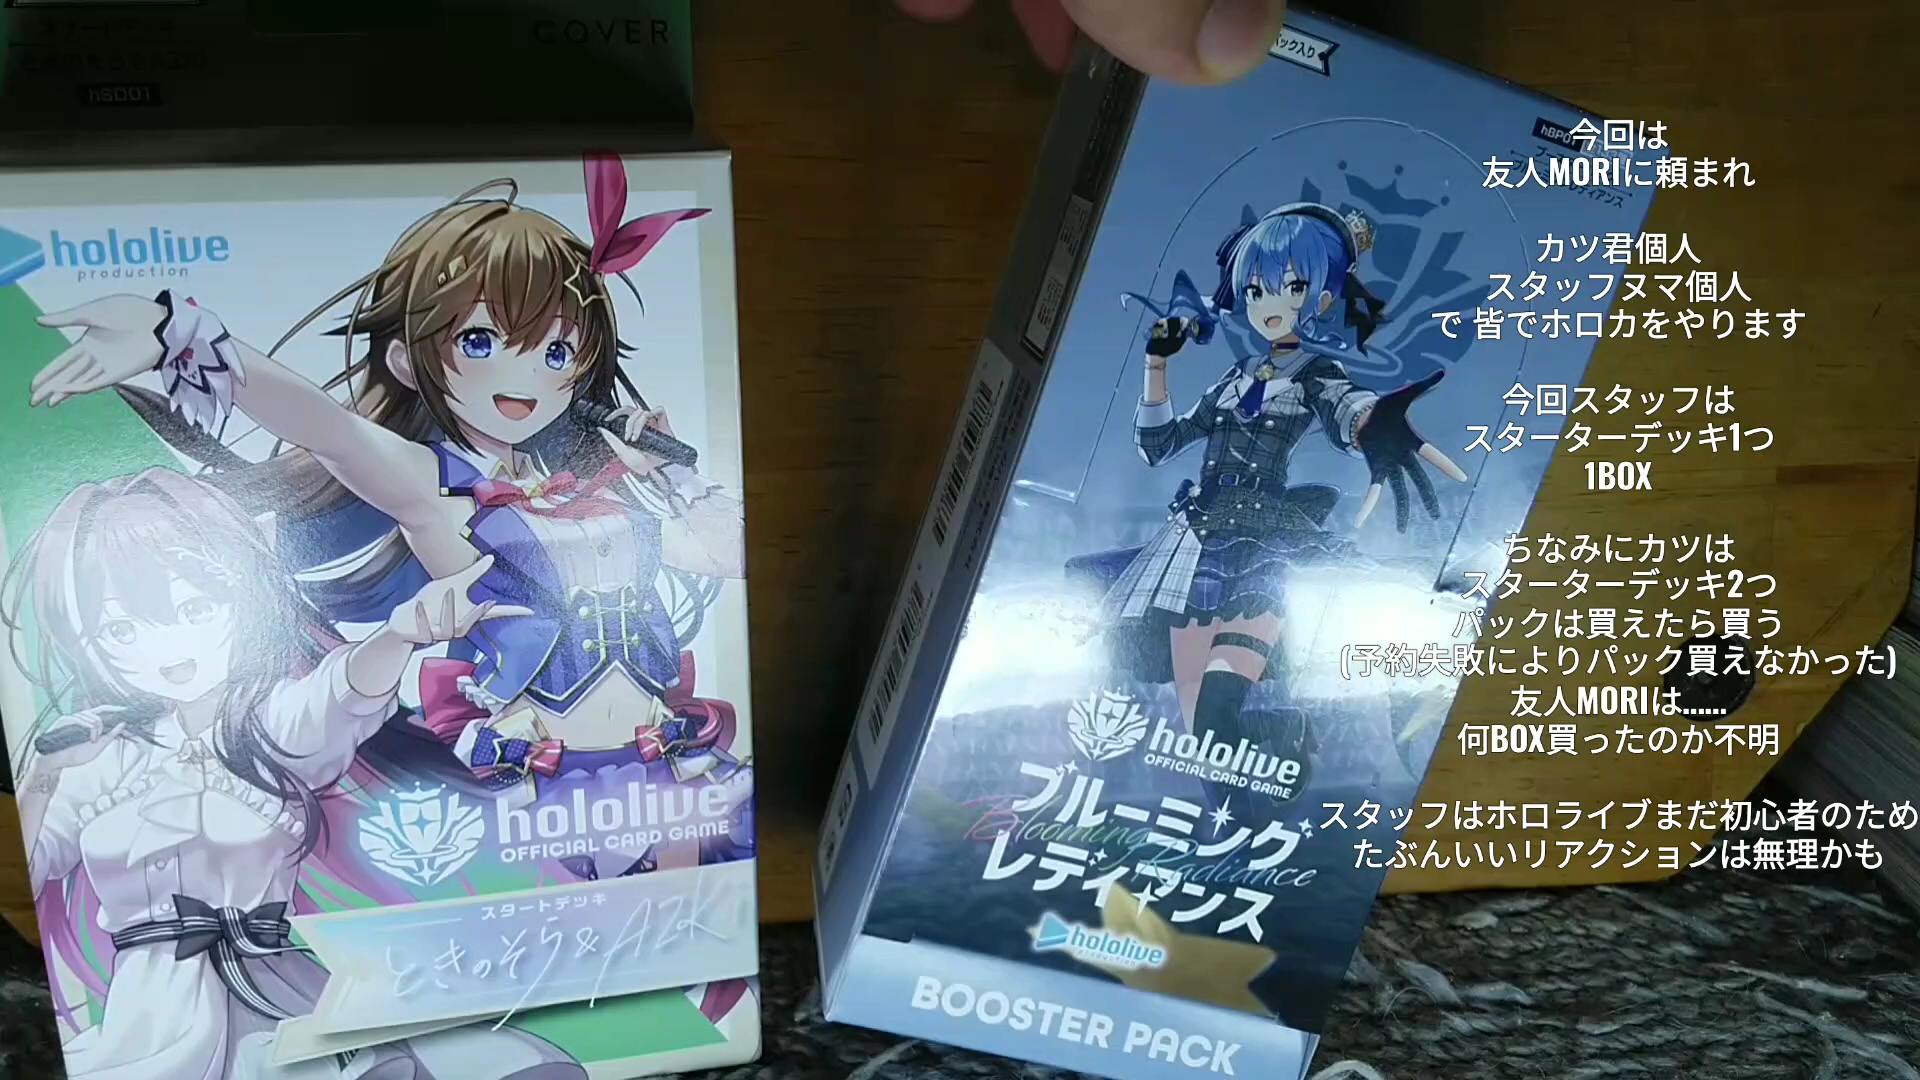 COVER
hSD01
hololive
production
hololive
OFFICIAL CARD GAME
スタートデッキ
ときのそら&AZKi
パック入り
hBP01
hololive
OFFICIAL CARD GAME
ブルーミング
レディアンス
Blooming Radiance
hololive
production
BOOSTER PACK
今回は
友人MORIに頼まれ
カツ君個人
スタッフヌマ個人
で 皆でホロカをやります
今回スタッフは
スターターデッキ1つ
1BOX
ちなみにカツは
スターターデッキ2つ
パックは買えたら買う
(予約失敗によりパック買えなかった)
友人MORIは……
何BOX買ったのか不明
スタッフはホロライブまだ初心者のため
たぶんいいリアクションは無理かも